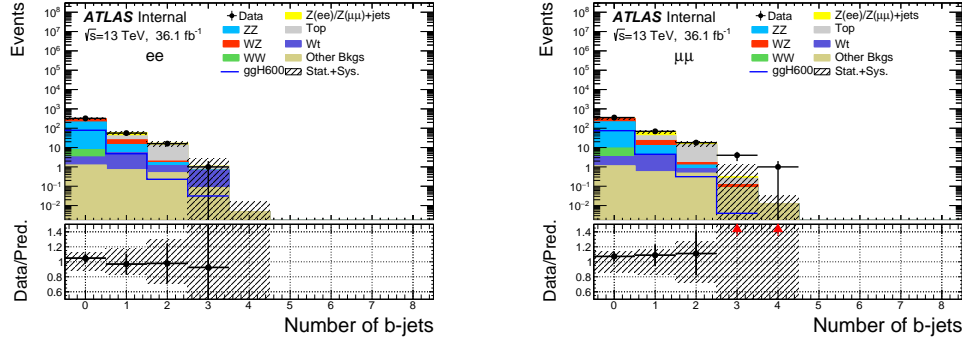 Events
ATLAS Internal
√s=13 TeV, 36.1 fb⁻¹
ee
Data
ZZ
WZ
WW
ggH600
Z(ee)/Z(μμ)+jets
Top
Wt
Other Bkgs
Stat.+Sys.
10⁸
10⁷
10⁶
10⁵
10⁴
10³
10²
10
1
10⁻¹
10⁻²
Data/Pred.
1.4
1.2
1
0.8
0.6
0 1 2 3 4 5 6 7 8
Number of b-jets
Events
ATLAS Internal
√s=13 TeV, 36.1 fb⁻¹
μμ
Data
ZZ
WZ
WW
ggH600
Z(ee)/Z(μμ)+jets
Top
Wt
Other Bkgs
Stat.+Sys.
10⁸
10⁷
10⁶
10⁵
10⁴
10³
10²
10
1
10⁻¹
10⁻²
Data/Pred.
1.4
1.2
1
0.8
0.6
0 1 2 3 4 5 6 7 8
Number of b-jets